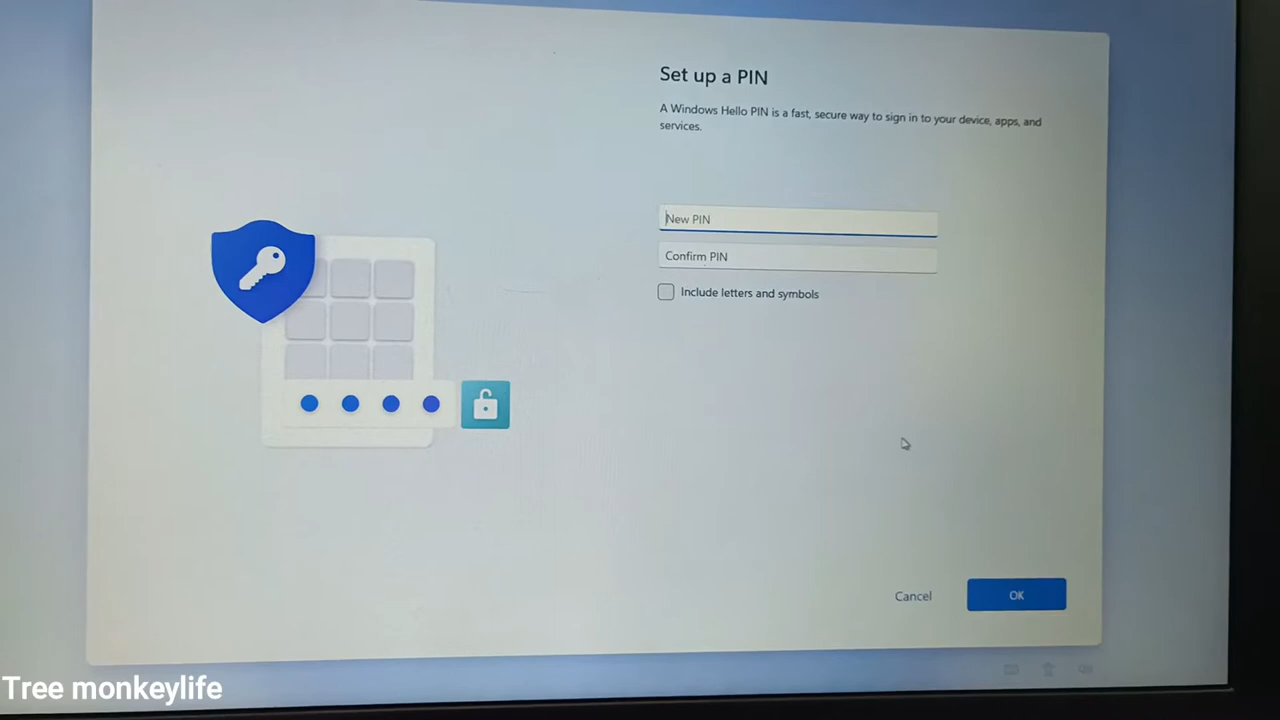 Set up a PIN
A Windows Hello PIN is a fast, secure way to sign in to your device, apps, and
services.
New PIN
Confirm PIN
Include letters and symbols
Cancel
OK
Tree monkeylife